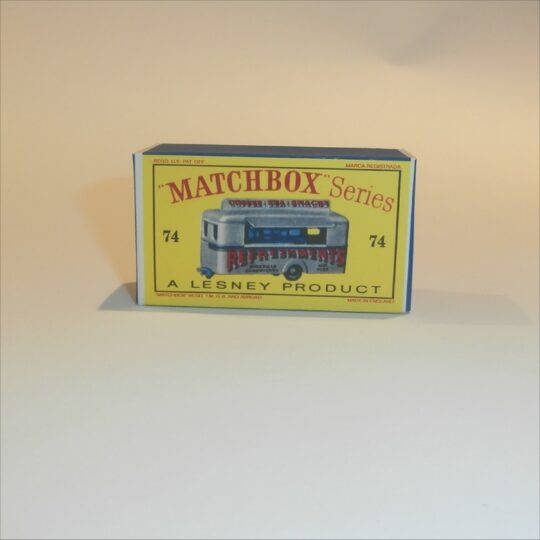 REGD. U.S. PAT. OFF. MARCA REGISTRADA
"MATCHBOX" Series
COFFEE TEA SNACKS
74 74
REFRESHMENTS
A LESNEY PRODUCT
"MATCHBOX" REGD. T.M. G.B. AND ABROAD MADE IN ENGLAND